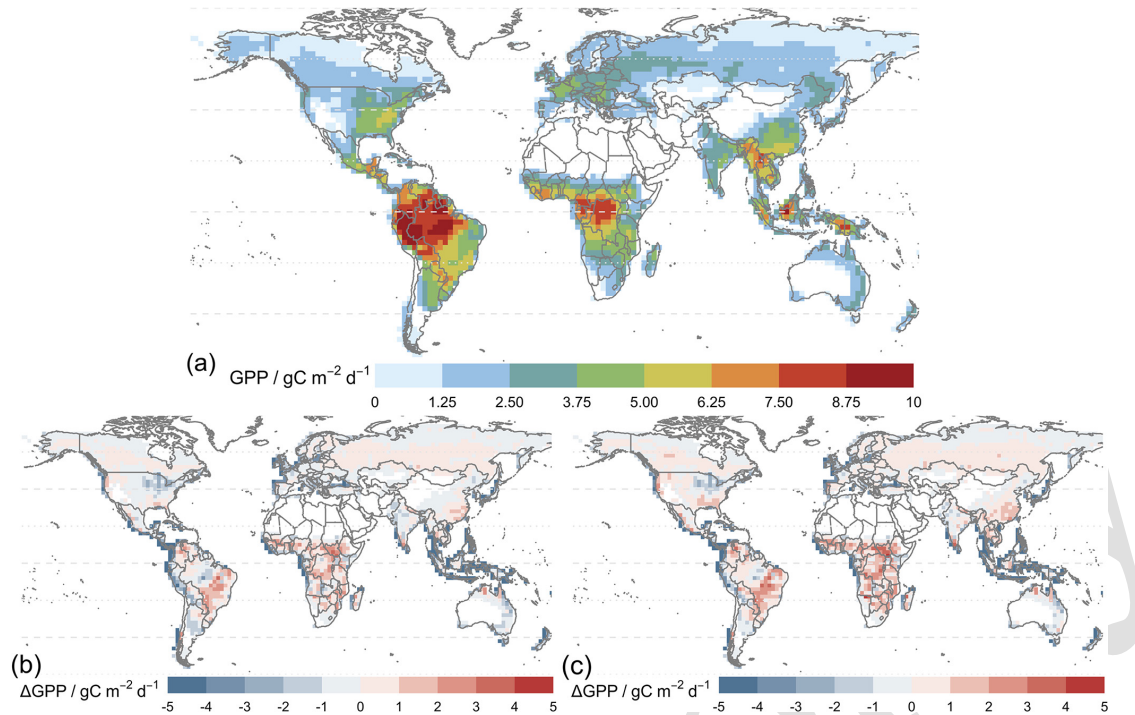 (a) GPP / gC m⁻² d⁻¹
0 1.25 2.50 3.75 5.00 6.25 7.50 8.75 10
(b) ΔGPP / gC m⁻² d⁻¹
-5 -4 -3 -2 -1 0 1 2 3 4 5
(c) ΔGPP / gC m⁻² d⁻¹
-5 -4 -3 -2 -1 0 1 2 3 4 5